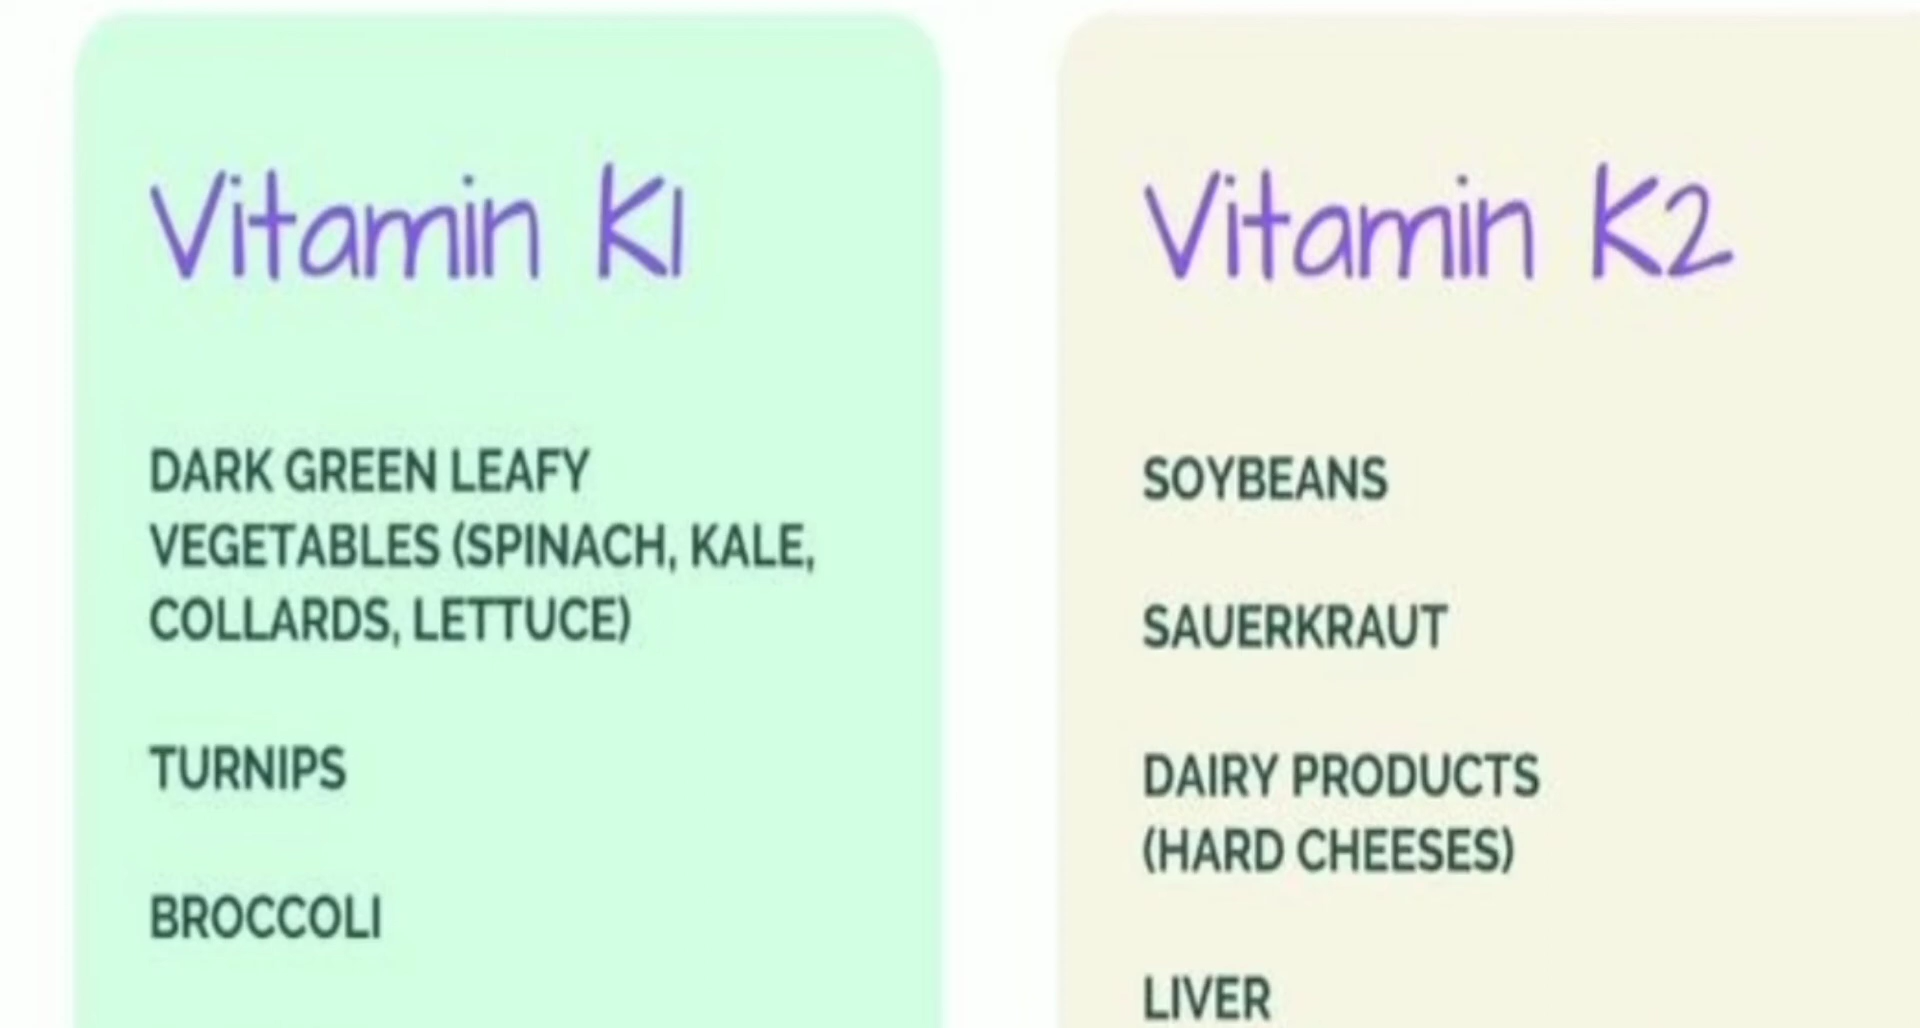 Vitamin K1
DARK GREEN LEAFY
VEGETABLES (SPINACH, KALE,
COLLARDS, LETTUCE)
TURNIPS
BROCCOLI
Vitamin K2
SOYBEANS
SAUERKRAUT
DAIRY PRODUCTS
(HARD CHEESES)
LIVER